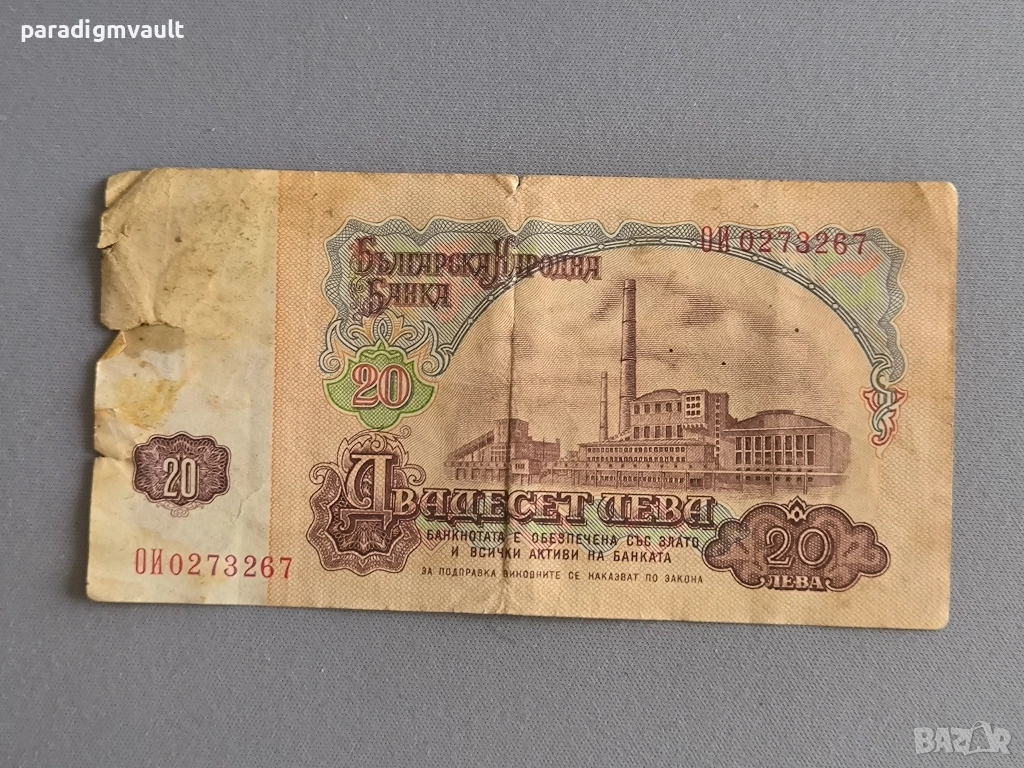 paradigmvault
ОИ 0273267
Българска Народна
Банка
20
20
Двадесет лева
БАНКНОТАТА Е ОБЕЗПЕЧЕНА СЪС ЗЛАТО
И ВСИЧКИ АКТИВИ НА БАНКАТА
20
ЛЕВА
ОИ 0273267
ЗА ПОДПРАВКА ВИНОВНИТЕ СЕ НАКАЗВАТ ПО ЗАКОНА
BAZAR